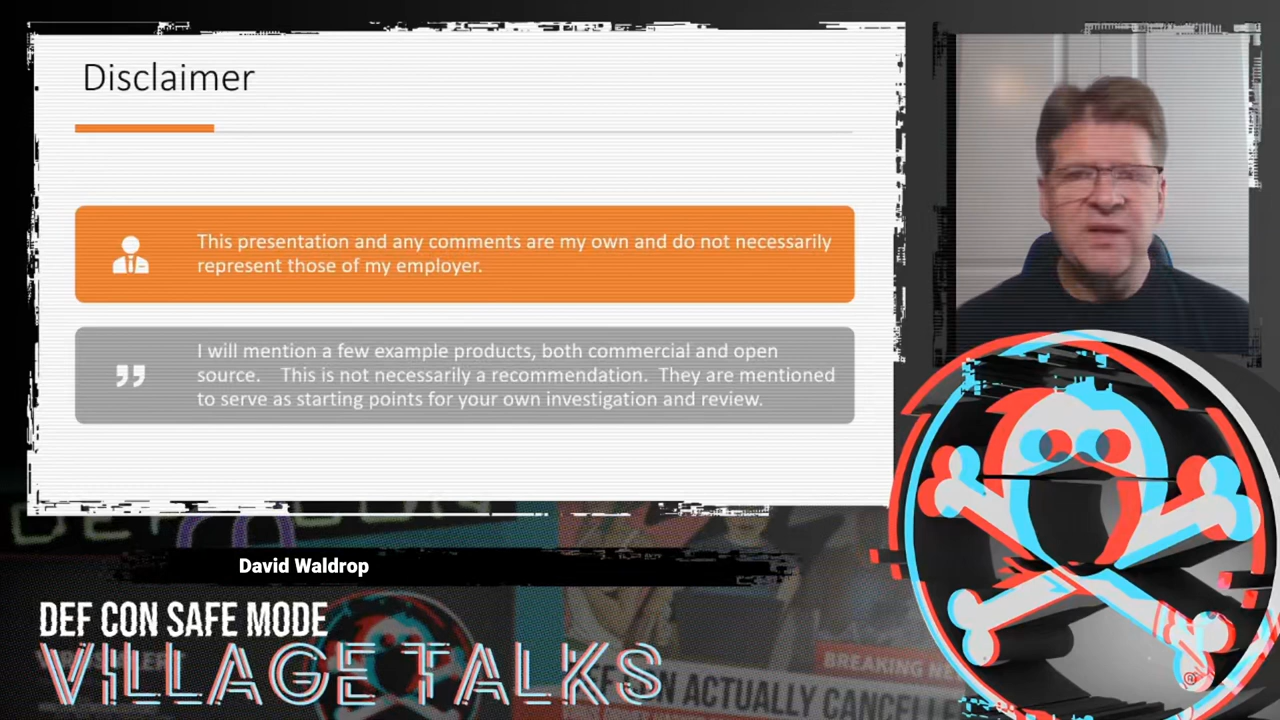 Disclaimer
This presentation and any comments are my own and do not necessarily
represent those of my employer.
I will mention a few example products, both commercial and open
source. This is not necessarily a recommendation. They are mentioned
to serve as starting points for your own investigation and review.
David Waldrop
DEF CON SAFE MODE
VILLAGE TALKS
BREAKING
ACTUALLY